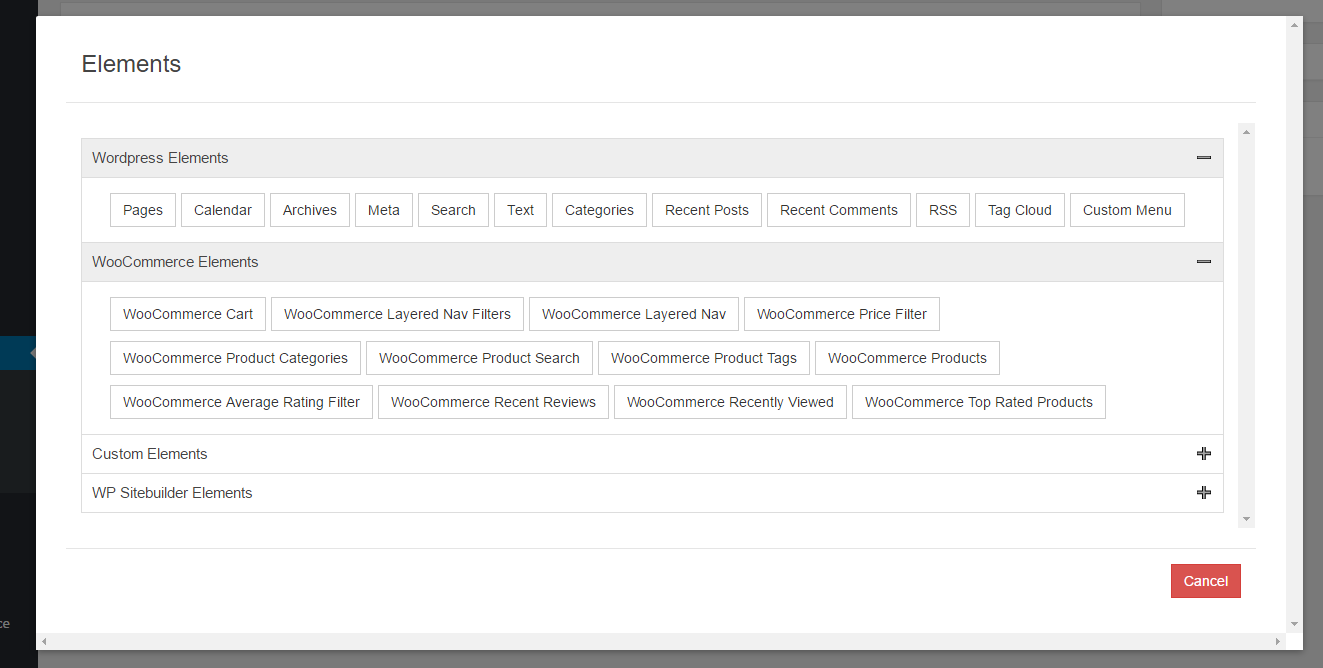 Elements
Wordpress Elements
Pages Calendar Archives Meta Search Text Categories Recent Posts Recent Comments RSS Tag Cloud Custom Menu
WooCommerce Elements
WooCommerce Cart WooCommerce Layered Nav Filters WooCommerce Layered Nav WooCommerce Price Filter
WooCommerce Product Categories WooCommerce Product Search WooCommerce Product Tags WooCommerce Products
WooCommerce Average Rating Filter WooCommerce Recent Reviews WooCommerce Recently Viewed WooCommerce Top Rated Products
Custom Elements
WP Sitebuilder Elements
Cancel